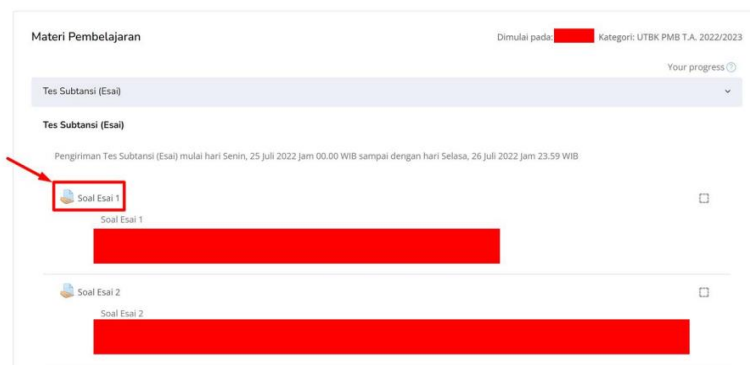 Materi Pembelajaran
Dimulai pada: Kategori: UTBK PMB T.A. 2022/2023
Your progress
Tes Subtansi (Esai)
Tes Subtansi (Esai)
Pengiriman Tes Subtansi (Esai) mulai hari Senin, 25 Juli 2022 Jam 00.00 WIB sampai dengan hari Selasa, 26 Juli 2022 Jam 23.59 WIB
Soal Esai 1
Soal Esai 1
Soal Esai 2
Soal Esai 2